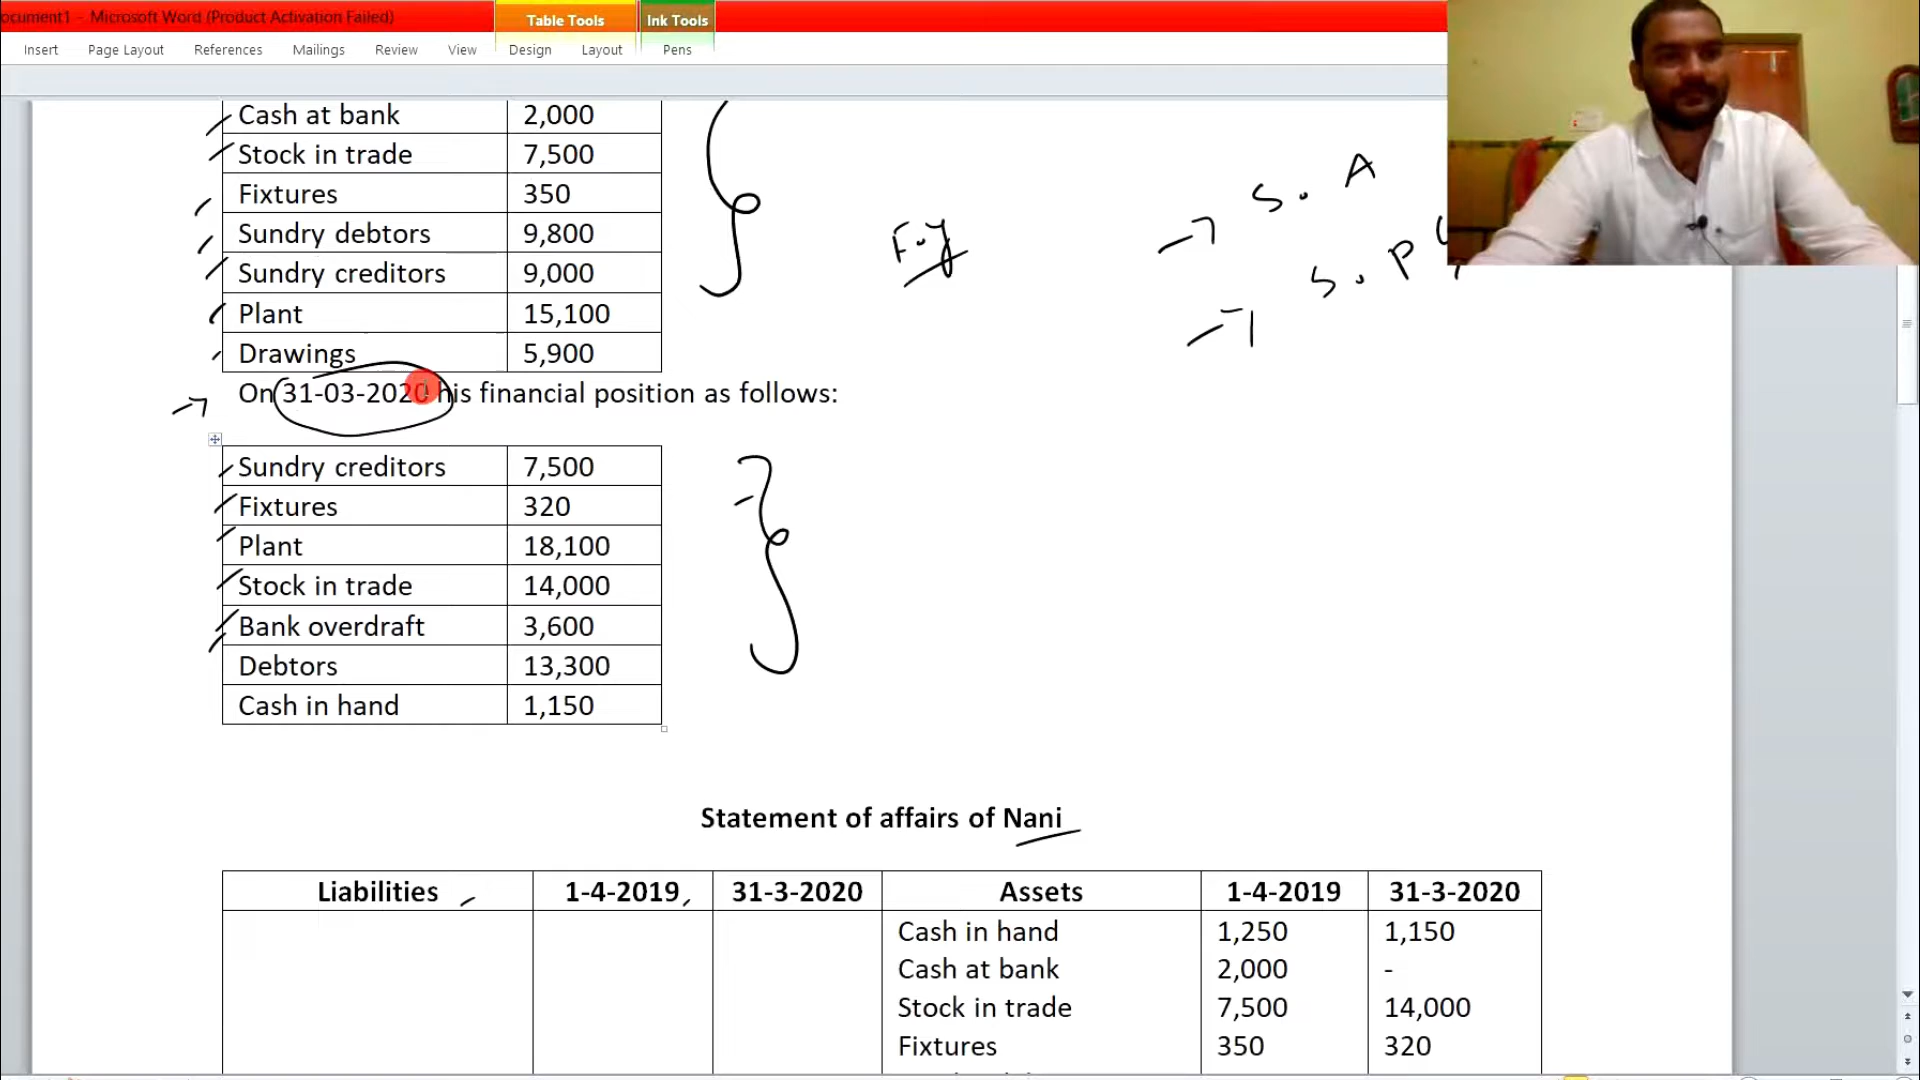 ocument1 - Microsoft Word (Product Activation Failed)
Table Tools
Ink Tools
Insert Page Layout References Mailings Review View Design Layout Pens
Cash at bank 2,000
Stock in trade 7,500
Fixtures 350
Sundry debtors 9,800
Sundry creditors 9,000
Plant 15,100
Drawings 5,900
F.y
→ S. A
→ S. P
On 31-03-2020 his financial position as follows:
Sundry creditors 7,500
Fixtures 320
Plant 18,100
Stock in trade 14,000
Bank overdraft 3,600
Debtors 13,300
Cash in hand 1,150
Statement of affairs of Nani
Liabilities 1-4-2019 31-3-2020 Assets 1-4-2019 31-3-2020
Cash in hand 1,250 1,150
Cash at bank 2,000 -
Stock in trade 7,500 14,000
Fixtures 350 320